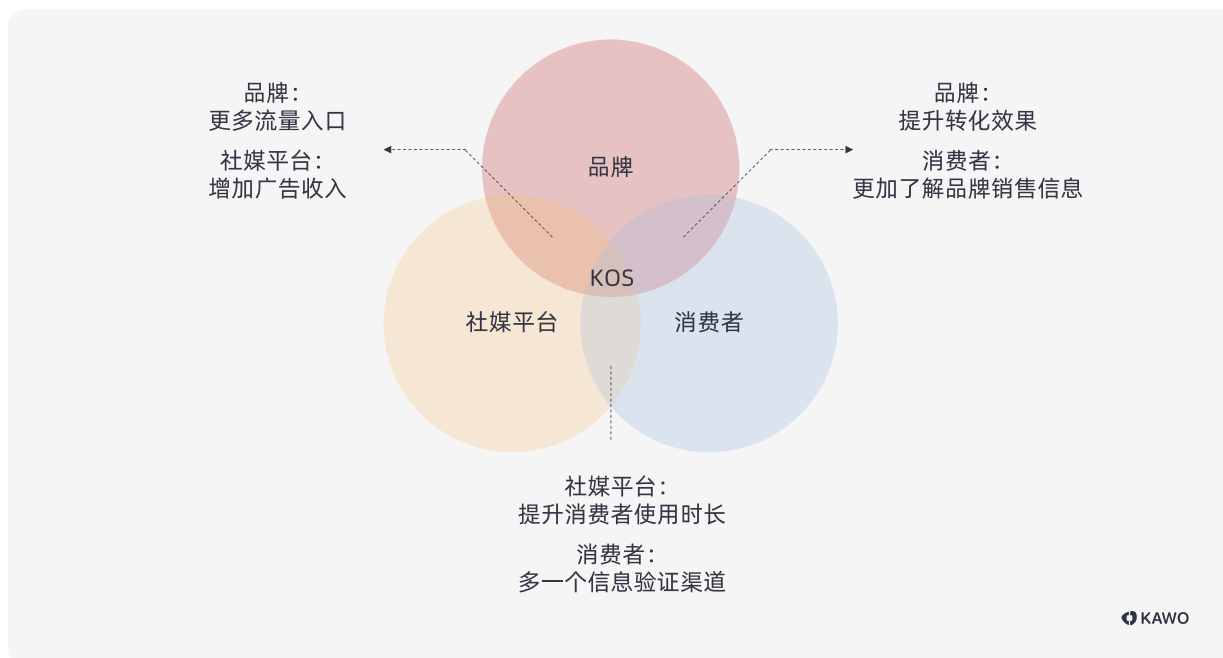 品牌：
更多流量入口
社媒平台：
增加广告收入
品牌：
提升转化效果
消费者：
更加了解品牌销售信息
品牌
KOS
社媒平台
消费者
社媒平台：
提升消费者使用时长
消费者：
多一个信息验证渠道
KAWO